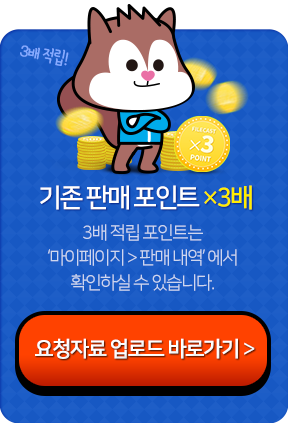 3배 적립!
FILECAST
×3
POINT
기존 판매 포인트 ×3배
3배 적립 포인트는
'마이페이지 > 판매 내역' 에서
확인하실 수 있습니다.
요청자료 업로드 바로가기 >